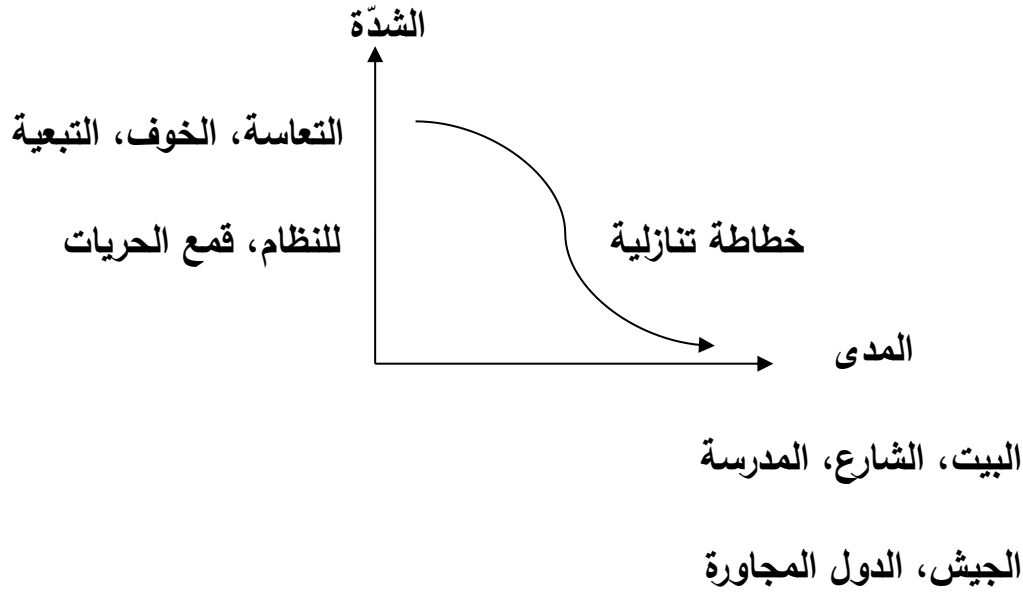 الشدّة
التعاسة، الخوف، التبعية
للنظام، قمع الحريات
خطاطة تنازلية
المدى
البيت، الشارع، المدرسة
الجيش، الدول المجاورة